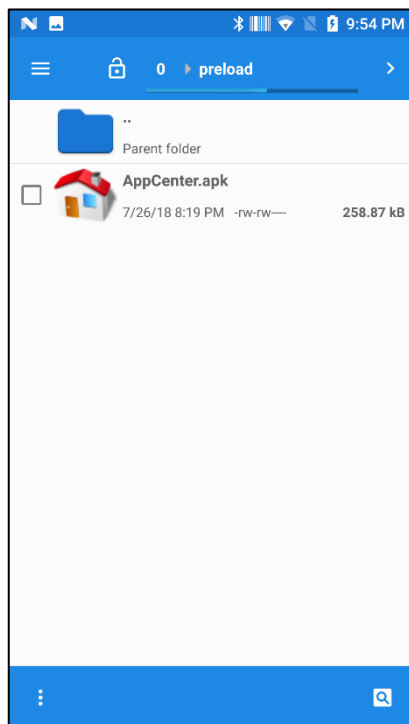 9:54 PM
0 preload
..
Parent folder
AppCenter.apk
7/26/18 8:19 PM -rw-rw---- 258.87 kB